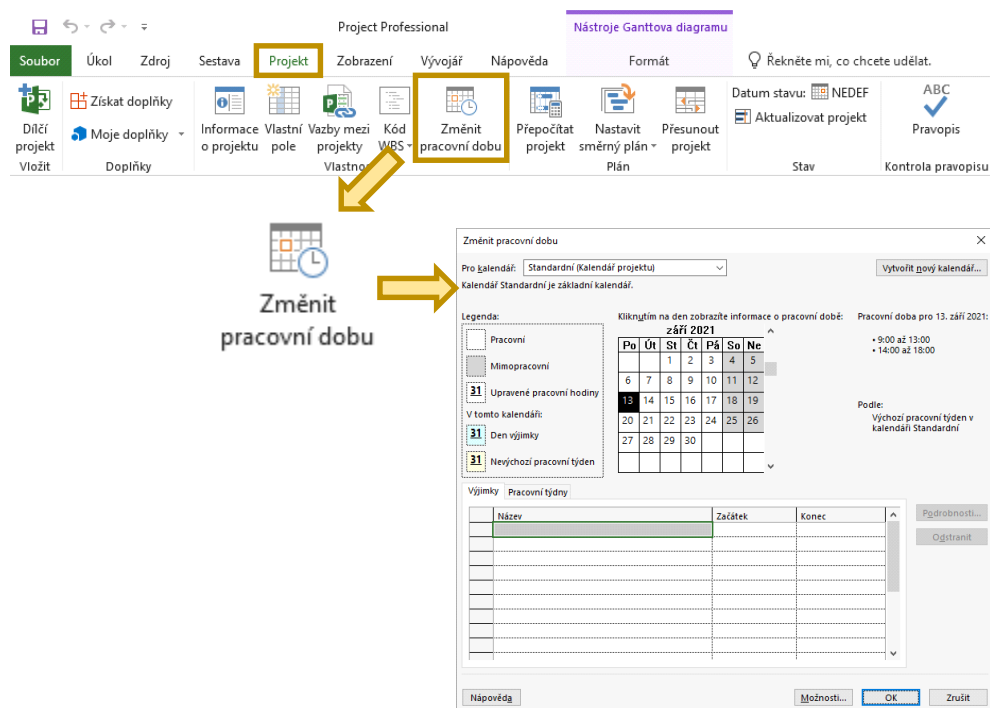 Project Professional
Nástroje Ganttova diagramu
Soubor Úkol Zdroj Sestava Projekt Zobrazení Vývojář Nápověda Formát Řekněte mi, co chcete udělat.
Dílčí projekt
Vložit
Získat doplňky
Moje doplňky
Doplňky
Informace o projektu
Vlastní pole
Vazby mezi projekty
Kód WBS
Změnit pracovní dobu
Vlastnos
Přepočítat projekt
Nastavit směrný plán
Přesunout projekt
Plán
Datum stavu: NEDEF
Aktualizovat projekt
Stav
ABC
Pravopis
Kontrola pravopisu
Změnit
pracovní dobu
Změnit pracovní dobu
Pro kalendář: Standardní (Kalendář projektu)
Vytvořit nový kalendář...
Kalendář Standardní je základní kalendář.
Legenda:
Pracovní
Mimopracovní
31 Upravené pracovní hodiny
V tomto kalendáři:
31 Den výjimky
31 Nevýchozí pracovní týden
Kliknutím na den zobrazíte informace o pracovní době:
září 2021
Po Út St Čt Pá So Ne
1 2 3 4 5
6 7 8 9 10 11 12
13 14 15 16 17 18 19
20 21 22 23 24 25 26
27 28 29 30
Pracovní doba pro 13. září 2021:
• 9:00 až 13:00
• 14:00 až 18:00
Podle:
Výchozí pracovní týden v
kalendáři Standardní
Výjimky Pracovní týdny
Název Začátek Konec
Podrobnosti...
Odstranit
Nápověda Možnosti... OK Zrušit